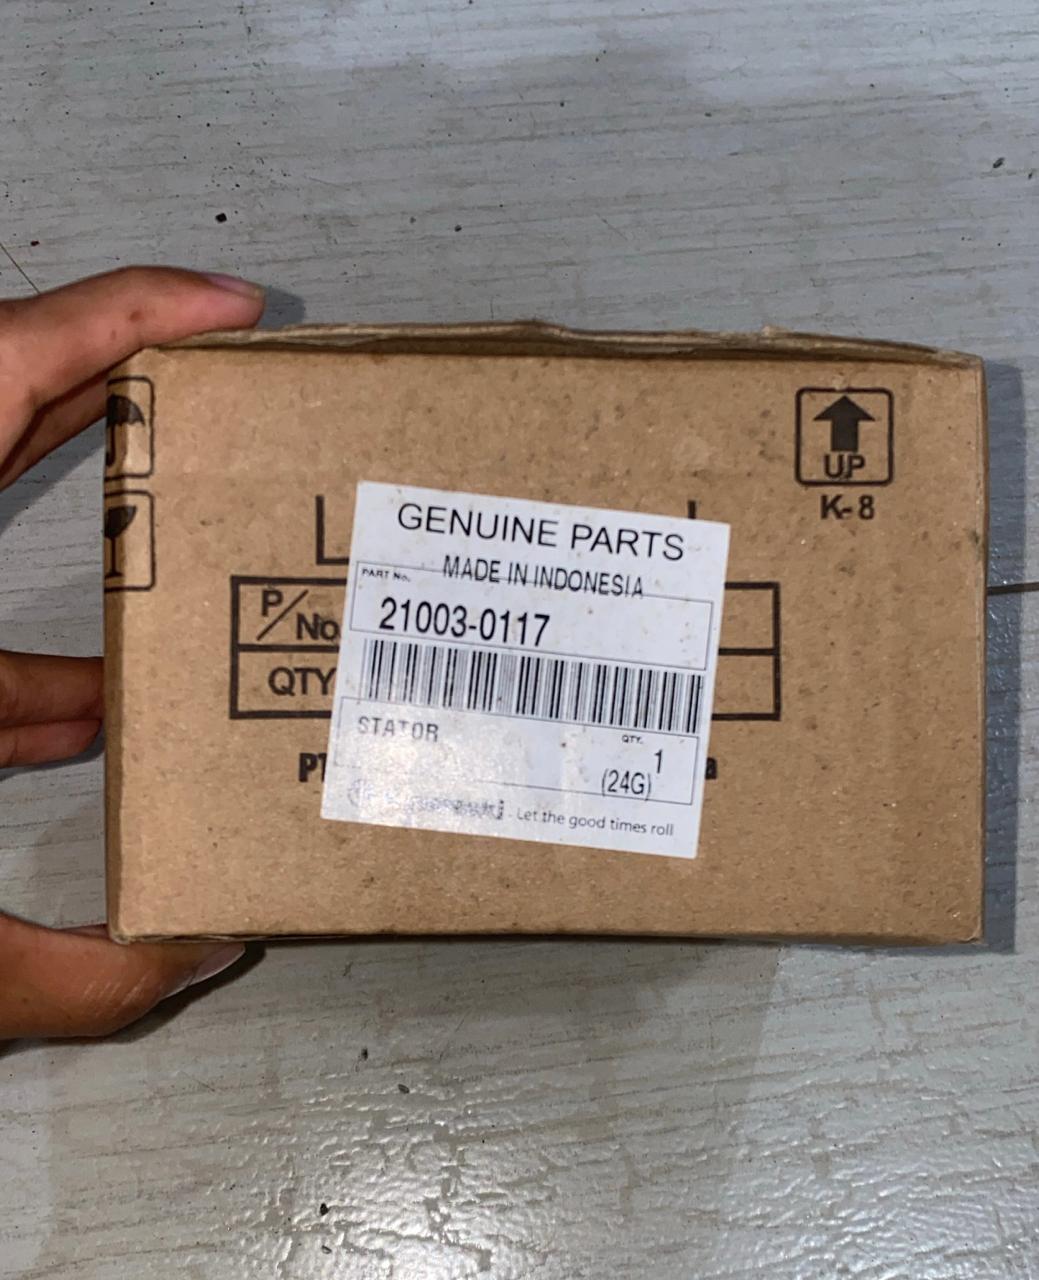 UP
K-8
GENUINE PARTS
MADE IN INDONESIA
PART No.
21003-0117
P/No.
QTY
STATOR
QTY.
1
(24G)
PT
a
Let the good times roll